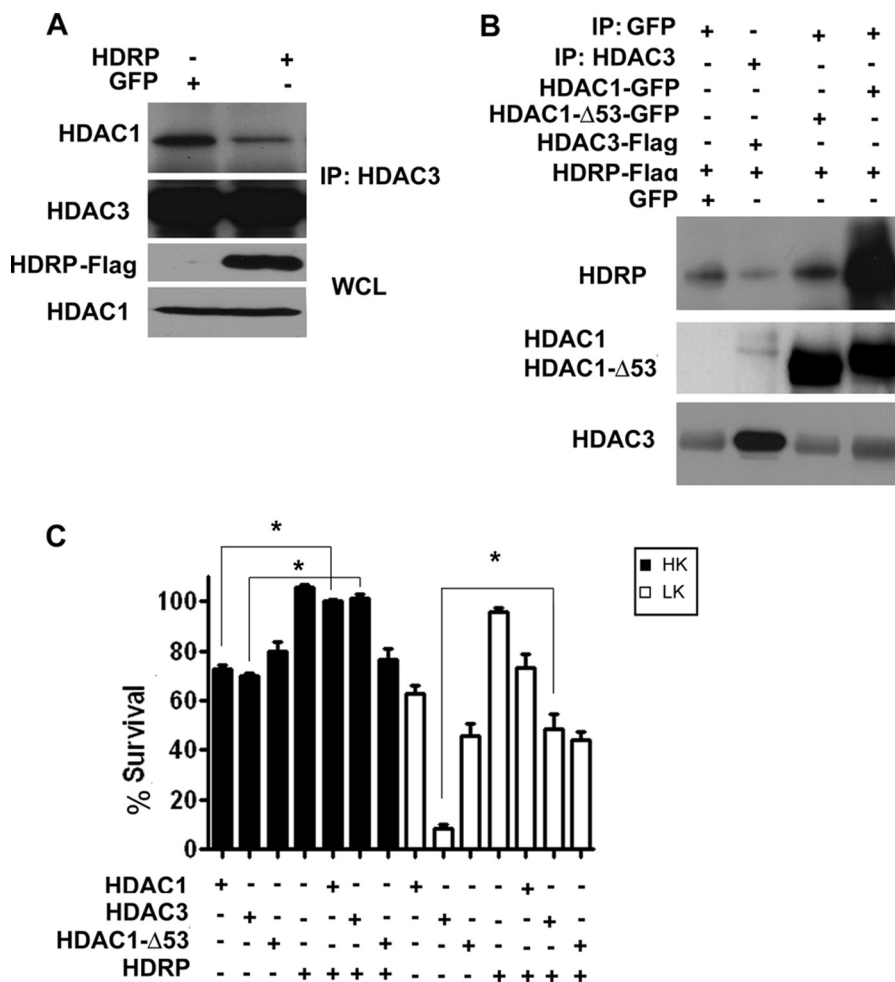 A
HDRP - +
GFP + -
HDAC1
HDAC3
IP: HDAC3
HDRP-Flag
HDAC1
WCL
B
IP: GFP + - + +
IP: HDAC3 - + - -
HDAC1-GFP - - - +
HDAC1-Δ53-GFP - - + -
HDAC3-Flag - + - -
HDRP-Flag + + + +
GFP + - - -
HDRP
HDAC1
HDAC1-Δ53
HDAC3
C
* * *
HK
LK
% Survival
100
80
60
40
20
0
HDAC1 + - - - + - - + - - - + - -
HDAC3 - + - - - + - - + - - - + -
HDAC1-Δ53 - - + - - - + - - + - - - +
HDRP - - - + + + + - - - + + + +